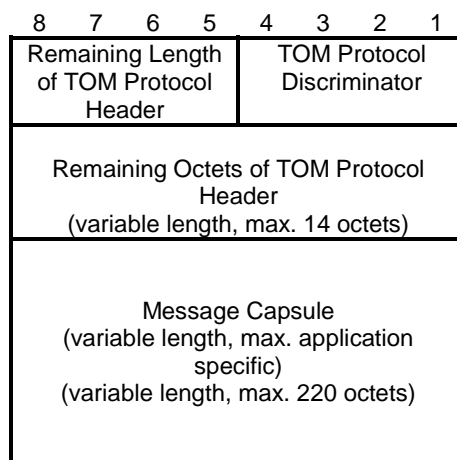 8 7 6 5 4 3 2 1
Remaining Length
of TOM Protocol
Header
TOM Protocol
Discriminator
Remaining Octets of TOM Protocol
Header
(variable length, max. 14 octets)
Message Capsule
(variable length, max. application
specific)
(variable length, max. 220 octets)